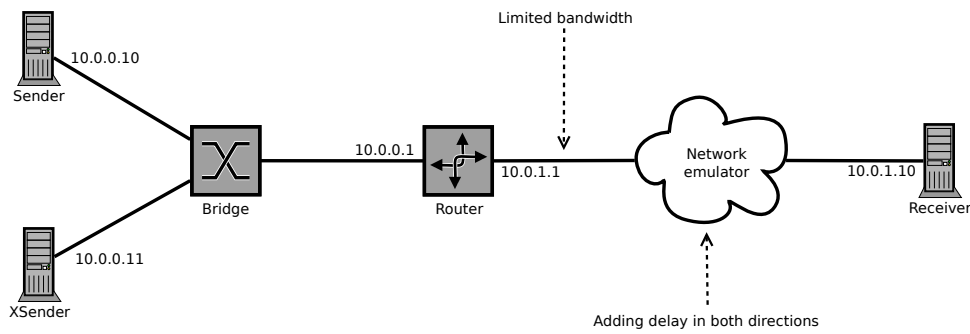 Limited bandwidth
10.0.0.10
Sender
10.0.0.1
10.0.1.1
Network
emulator
10.0.1.10
Bridge
Router
Receiver
10.0.0.11
XSender
Adding delay in both directions